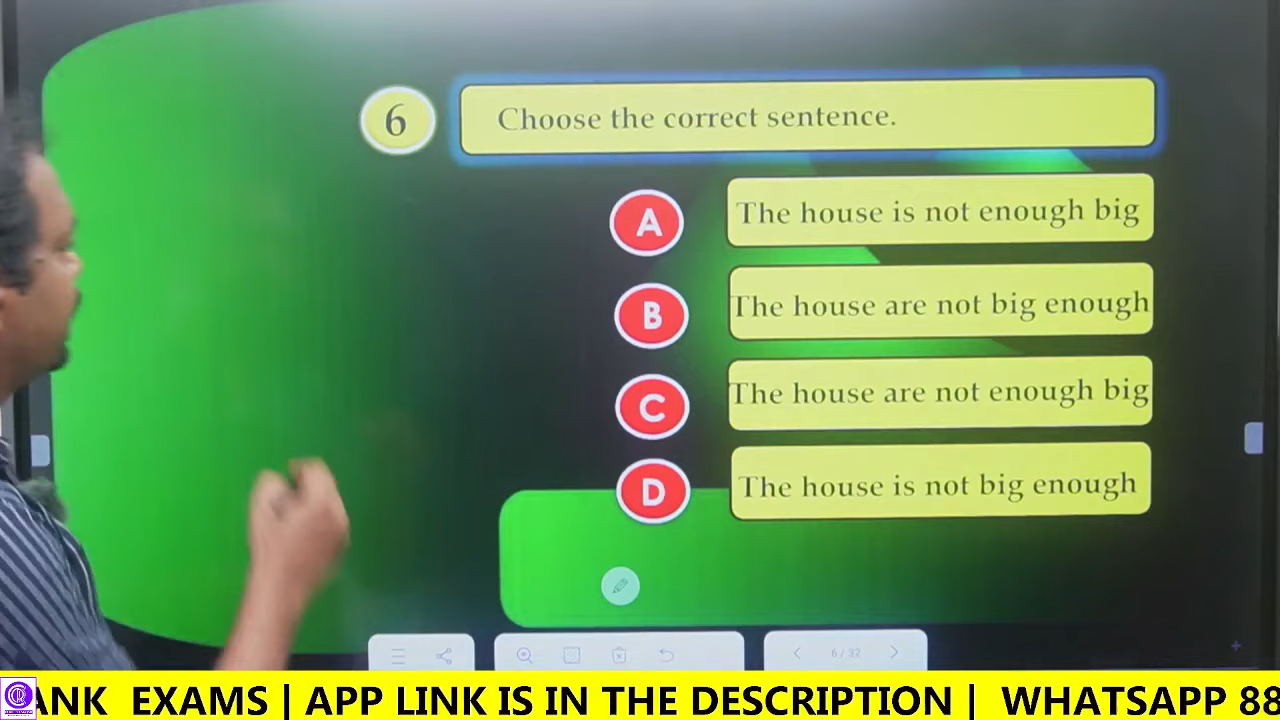 6
Choose the correct sentence.
A
The house is not enough big
B
The house are not big enough
C
The house are not enough big
D
The house is not big enough
6 / 32
ANK EXAMS | APP LINK IS IN THE DESCRIPTION | WHATSAPP 88